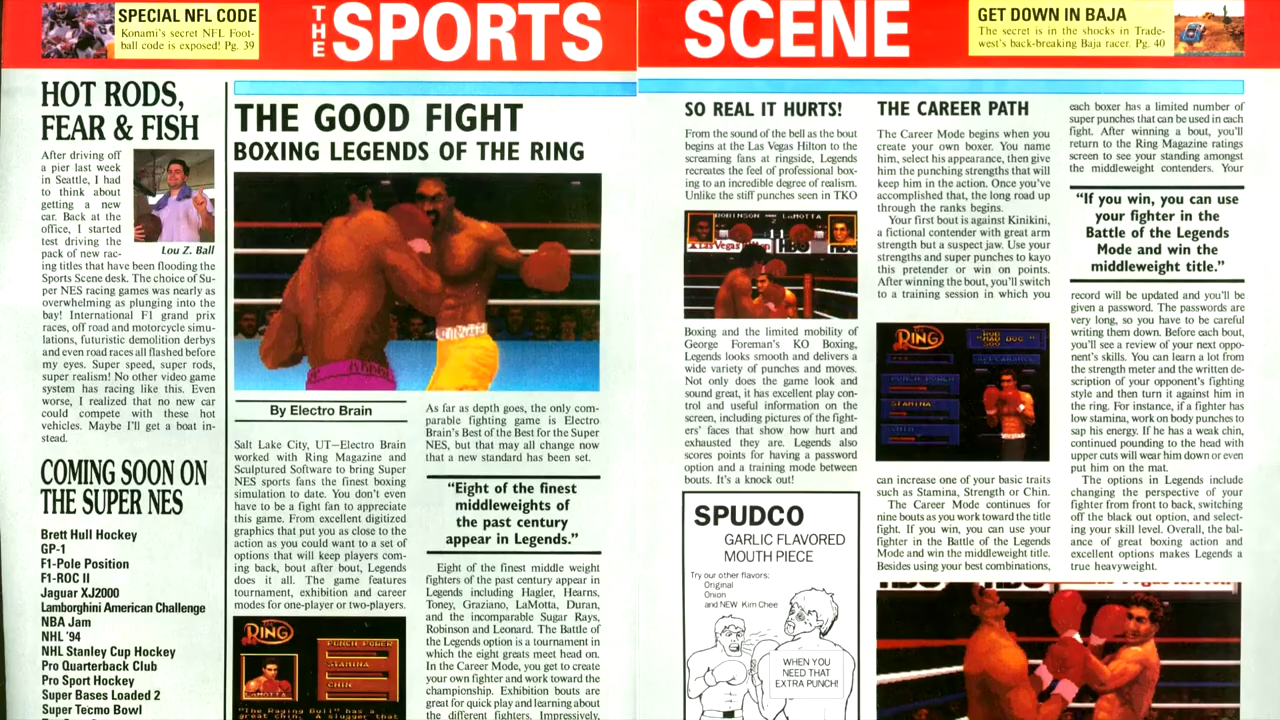 SPECIAL NFL CODE
Konami's secret NFL Foot-
ball code is exposed! Pg. 39
THE SPORTS SCENE
GET DOWN IN BAJA
The secret is in the shocks in Trade-
west's back-breaking Baja racer. Pg. 40
HOT RODS,
FEAR & FISH
After driving off
a pier last week
in Seattle, I had
to think about
getting a new
car. Back at the
office, I started
test driving the
pack of new rac-
ing titles that have been flooding the
Sports Scene desk. The choice of Su-
per NES racing games was nearly as
overwhelming as plunging into the
bay! International F1 grand prix
races, off road and motorcycle simu-
lations, futuristic demolition derbys
and even road races all flashed before
my eyes. Super speed, super rods,
super realism! No other video game
system has racing like this. Even
worse, I realized that no new car
could compete with these hot
vehicles. Maybe I'll get a boat in-
stead.
Lou Z. Ball
COMING SOON ON
THE SUPER NES
Brett Hull Hockey
GP-1
F1-Pole Position
F1-ROC II
Jaguar XJ2000
Lamborghini American Challenge
NBA Jam
NHL '94
NHL Stanley Cup Hockey
Pro Quarterback Club
Pro Sport Hockey
Super Bases Loaded 2
Super Tecmo Bowl
THE GOOD FIGHT
BOXING LEGENDS OF THE RING
By Electro Brain
Salt Lake City, UT—Electro Brain
worked with Ring Magazine and
Sculptured Software to bring Super
NES sports fans the finest boxing
simulation to date. You don't even
have to be a fight fan to appreciate
this game. From excellent digitized
graphics that put you as close to the
action as you could want to a set of
options that will keep players com-
ing back, bout after bout, Legends
does it all. The game features
tournament, exhibition and career
modes for one-player or two-players.
RING
LAMOTTA
PUNCH POWER
STAMINA
CHIN
"The Raging Bull" has a
great chin. A slugger that
As far as depth goes, the only com-
parable fighting game is Electro
Brain's Best of the Best for the Super
NES, but that may all change now
that a new standard has been set.
"Eight of the finest
middleweights of
the past century
appear in Legends."
Eight of the finest middle weight
fighters of the past century appear in
Legends including Hagler, Hearns,
Toney, Graziano, LaMotta, Duran,
and the incomparable Sugar Rays,
Robinson and Leonard. The Battle of
the Legends option is a tournament in
which the eight greats meet head on.
In the Career Mode, you get to create
your own fighter and work toward the
championship. Exhibition bouts are
great for quick play and learning about
the different fighters. Impressively,
SO REAL IT HURTS!
From the sound of the bell as the bout
begins at the Las Vegas Hilton to the
screaming fans at ringside, Legends
recreates the feel of professional box-
ing to an incredible degree of realism.
Unlike the stiff punches seen in TKO
ROBINSON LAMOTTA
Las Vegas Hilton HBO
Boxing and the limited mobility of
George Foreman's KO Boxing,
Legends looks smooth and delivers a
wide variety of punches and moves.
Not only does the game look and
sound great, it has excellent play con-
trol and useful information on the
screen, including pictures of the fight-
ers' faces that show how hurt and
exhausted they are. Legends also
scores points for having a password
option and a training mode between
bouts. It's a knock out!
SPUDCO
GARLIC FLAVORED
MOUTH PIECE
Try our other flavors:
Original
Onion
and NEW Kim Chee
WHEN YOU
NEED THAT
EXTRA PUNCH!
THE CAREER PATH
The Career Mode begins when you
create your own boxer. You name
him, select his appearance, then give
him the punching strengths that will
keep him in the action. Once you've
accomplished that, the long road up
through the ranks begins.
Your first bout is against Kinikini,
a fictional contender with great arm
strength but a suspect jaw. Use your
strengths and super punches to kayo
this pretender or win on points.
After winning the bout, you'll switch
to a training session in which you
RING
"MAD DOG"
APPEARANCE
PUNCH POWER
STAMINA
CHIN
can increase one of your basic traits
such as Stamina, Strength or Chin.
The Career Mode continues for
nine bouts as you work toward the title
fight. If you win, you can use your
fighter in the Battle of the Legends
Mode and win the middleweight title.
Besides using your best combinations,
each boxer has a limited number of
super punches that can be used in each
fight. After winning a bout, you'll
return to the Ring Magazine ratings
screen to see your standing amongst
the middleweight contenders. Your
"If you win, you can use
your fighter in the
Battle of the Legends
Mode and win the
middleweight title."
record will be updated and you'll be
given a password. The passwords are
very long, so you have to be careful
writing them down. Before each bout,
you'll see a review of your next oppo-
nent's skills. You can learn a lot from
the strength meter and the written de-
scription of your opponent's fighting
style and then turn it against him in
the ring. For instance, if a fighter has
low stamina, work on body punches to
sap his energy. If he has a weak chin,
continued pounding to the head with
upper cuts will wear him down or even
put him on the mat.
The options in Legends include
changing the perspective of your
fighter from front to back, switching
off the black out option, and select-
ing your skill level. Overall, the bal-
ance of great boxing action and
excellent options makes Legends a
true heavyweight.